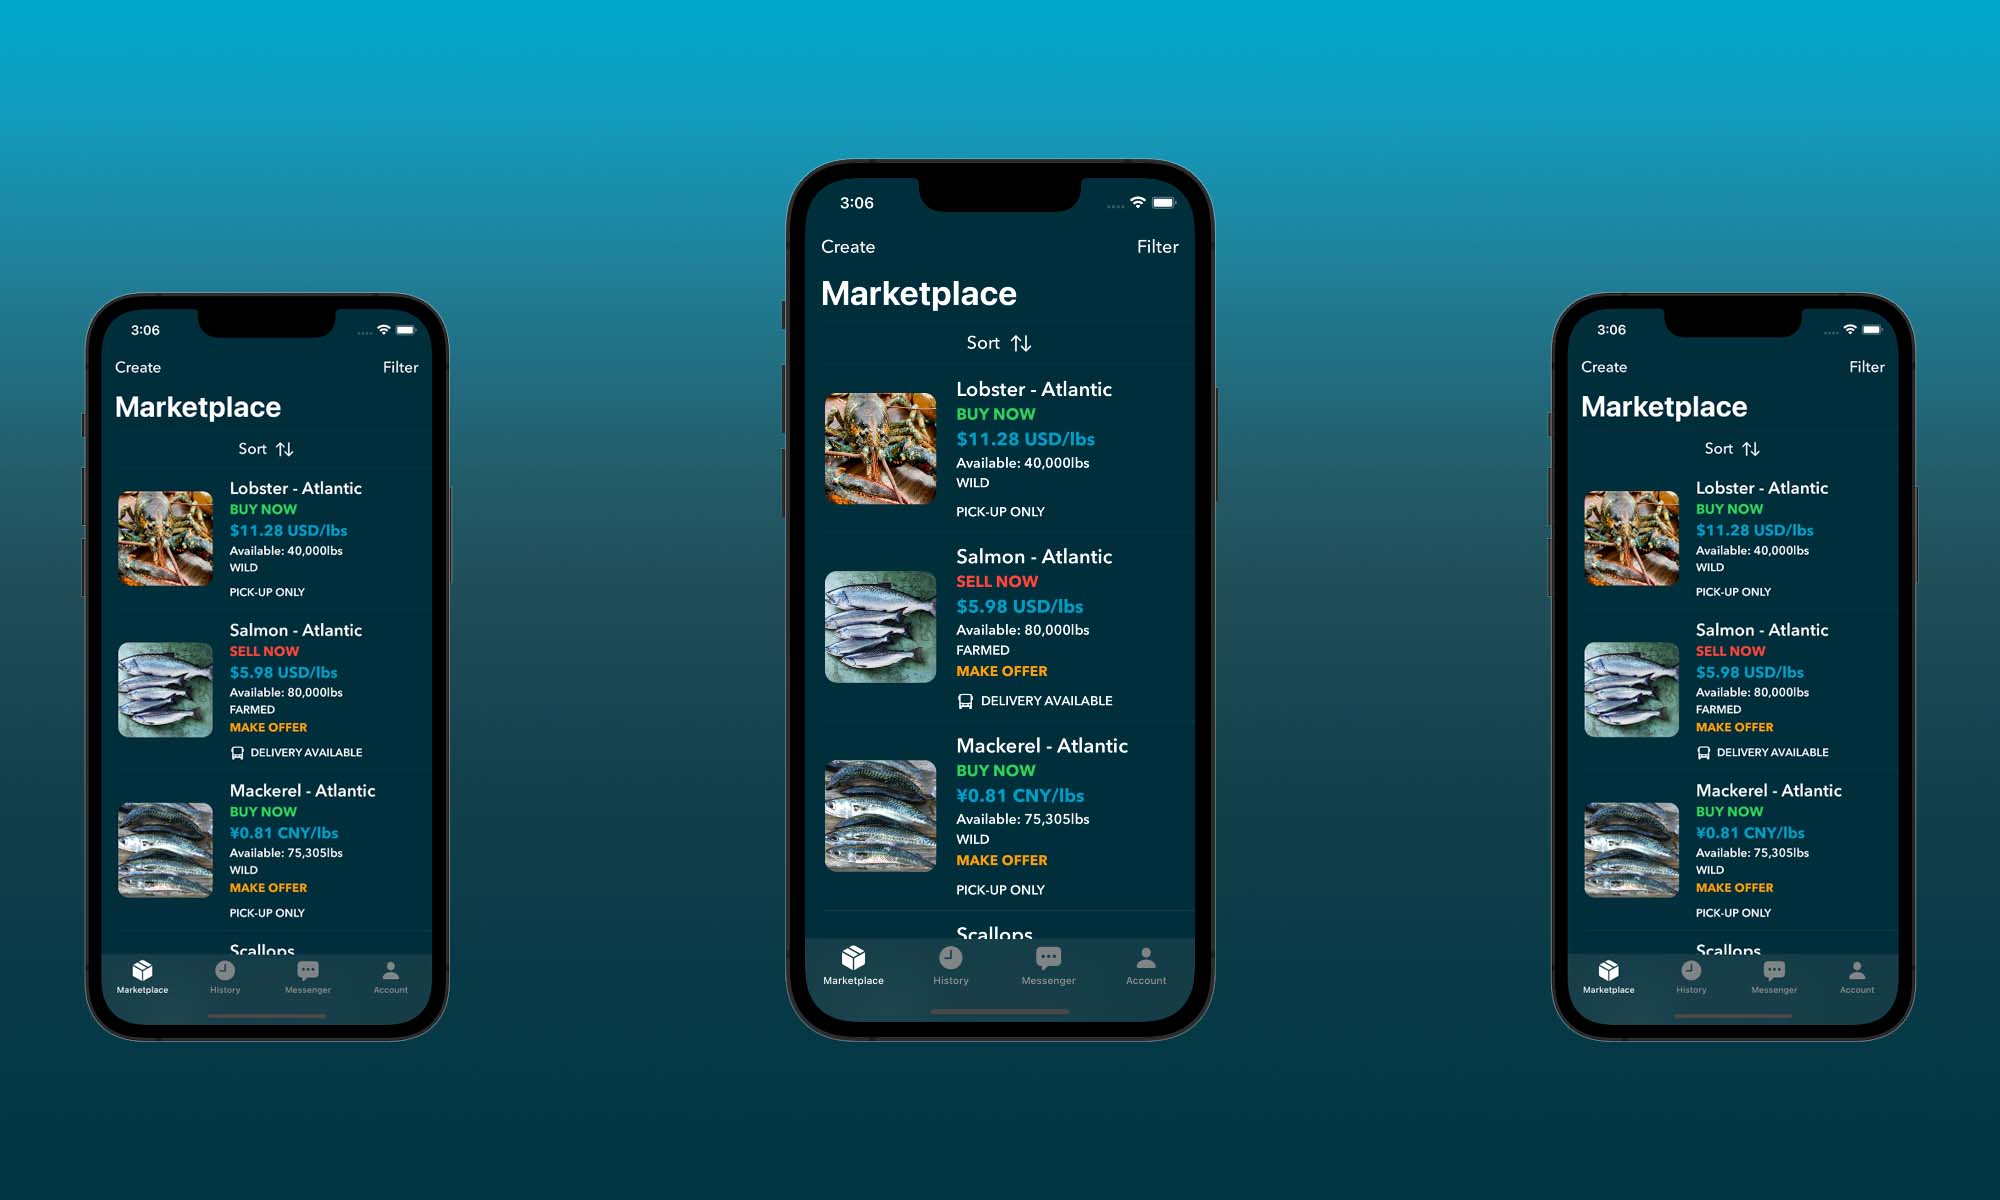 3:06
Create Filter
Marketplace
Sort
Lobster - Atlantic
BUY NOW
$11.28 USD/lbs
Available: 40,000lbs
WILD
PICK-UP ONLY
Salmon - Atlantic
SELL NOW
$5.98 USD/lbs
Available: 80,000lbs
FARMED
MAKE OFFER
DELIVERY AVAILABLE
Mackerel - Atlantic
BUY NOW
¥0.81 CNY/lbs
Available: 75,305lbs
WILD
MAKE OFFER
PICK-UP ONLY
Scallops
Marketplace History Messenger Account
3:06
Create Filter
Marketplace
Sort
Lobster - Atlantic
BUY NOW
$11.28 USD/lbs
Available: 40,000lbs
WILD
PICK-UP ONLY
Salmon - Atlantic
SELL NOW
$5.98 USD/lbs
Available: 80,000lbs
FARMED
MAKE OFFER
DELIVERY AVAILABLE
Mackerel - Atlantic
BUY NOW
¥0.81 CNY/lbs
Available: 75,305lbs
WILD
MAKE OFFER
PICK-UP ONLY
Scallops
Marketplace History Messenger Account
3:06
Create Filter
Marketplace
Sort
Lobster - Atlantic
BUY NOW
$11.28 USD/lbs
Available: 40,000lbs
WILD
PICK-UP ONLY
Salmon - Atlantic
SELL NOW
$5.98 USD/lbs
Available: 80,000lbs
FARMED
MAKE OFFER
DELIVERY AVAILABLE
Mackerel - Atlantic
BUY NOW
¥0.81 CNY/lbs
Available: 75,305lbs
WILD
MAKE OFFER
PICK-UP ONLY
Scallops
Marketplace History Messenger Account